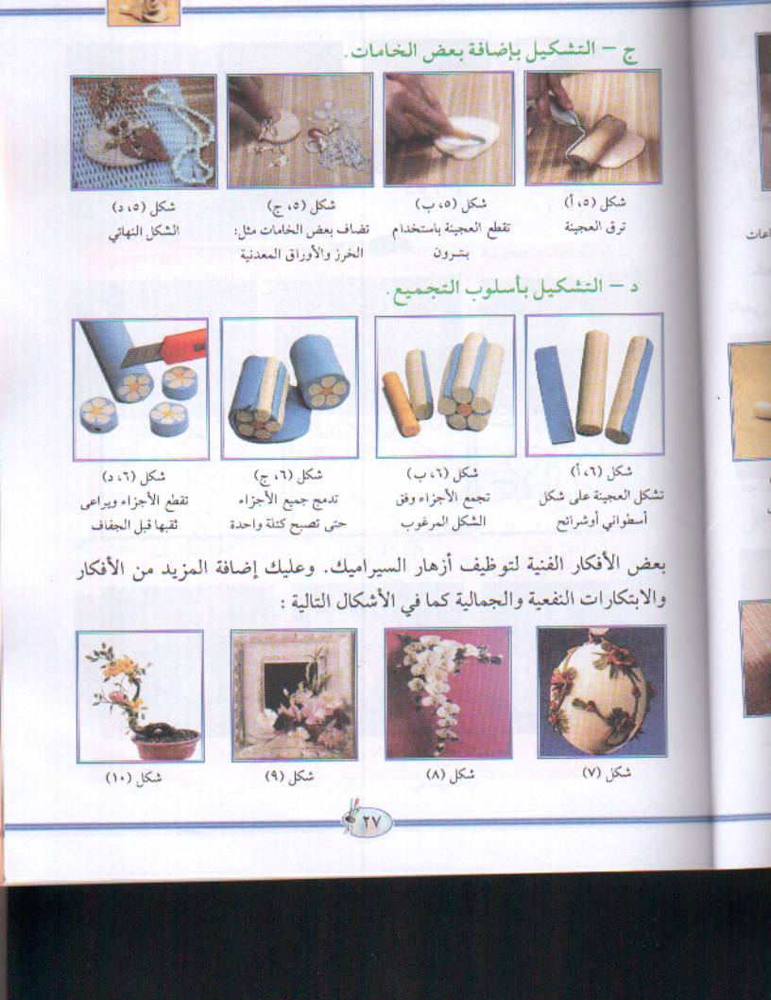 ج – التشكيل بإضافة بعض الخامات.
شكل (٥، أ)
ترق العجينة
شكل (٥، ب)
تقطع العجينة باستخدام
بتـرون
شكل (٥، ج)
تضاف بعض الخامات مثل:
الخرز والأوراق المعدنية
شكل (٥، د)
الشكل النهائي
د – التشكيل بأسلوب التجميع.
شكل (٦، أ)
تشكل العجينة على شكل
أسطواني أوشرائح
شكل (٦، ب)
تجمع الأجزاء وفق
الشكل المرغوب
شكل (٦، ج)
تدمج جميع الأجزاء
حتى تصبح كتلة واحدة
شكل (٦، د)
تقطع الأجزاء ويراعى
ثقبها قبل الجفاف
بعض الأفكار الفنية لتوظيف أزهار السيراميك. وعليك إضافة المزيد من الأفكار
والابتكارات النفعية والجمالية كما في الأشكال التالية :
شكل (٧)
شكل (٨)
شكل (٩)
شكل (١٠)
٢٧